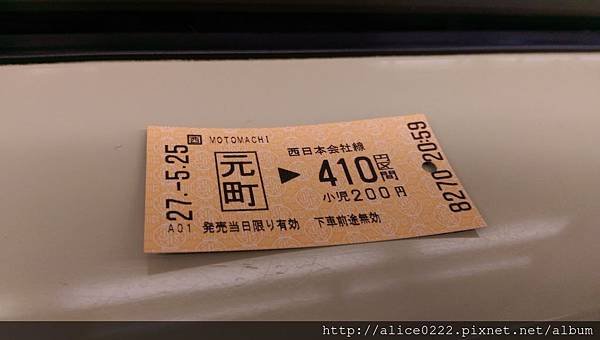 西 MOTOMACHI
元町
西日本会社線
▶ 410円区間
小児200円
A01 発売当日限り有効 下車前途無効
27.-5.25
8270 20:59
http://alice0222.pixnet.net/album